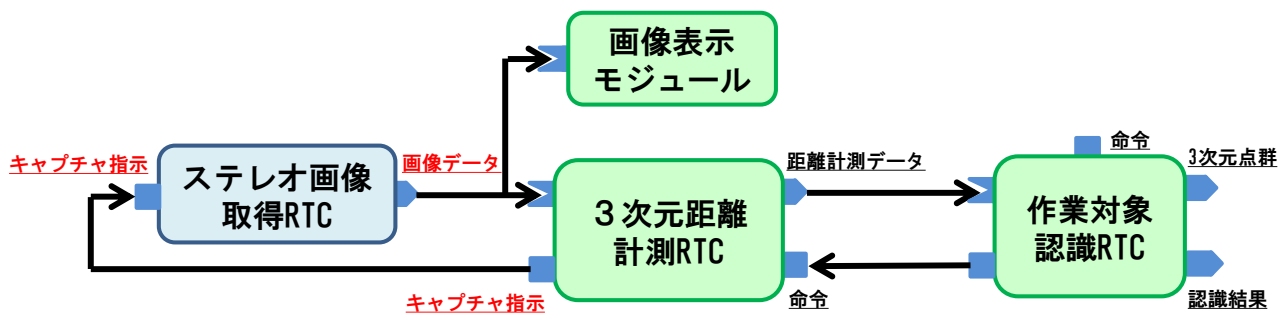 画像表示
モジュール
キャプチャ指示
ステレオ画像
取得RTC
画像データ
3次元距離
計測RTC
キャプチャ指示
距離計測データ
命令
命令
3次元点群
作業対象
認識RTC
認識結果